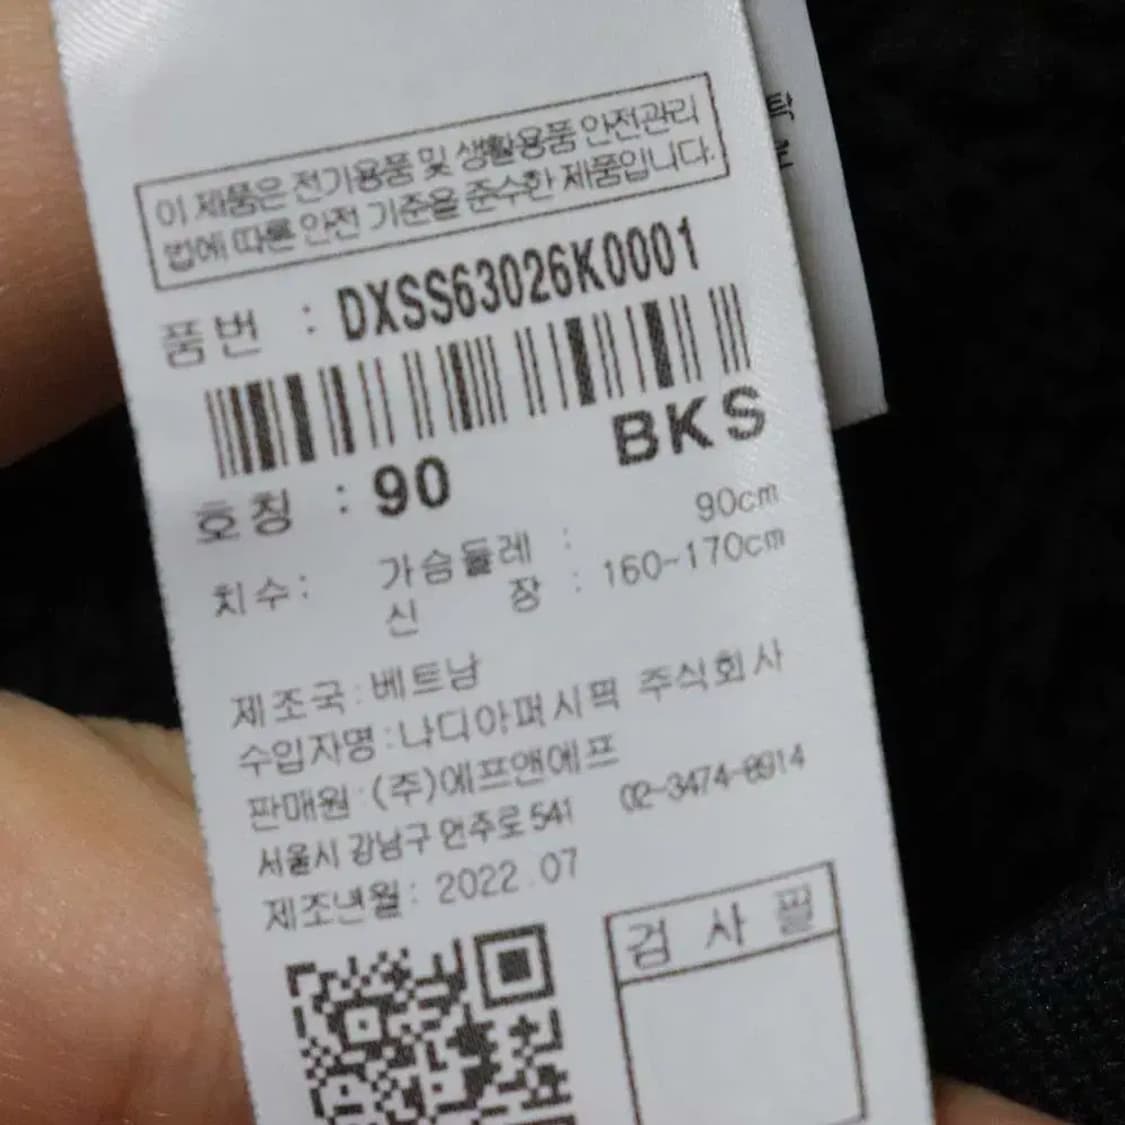 이 제품은 전기용품 및 생활용품 안전관리
법에 따른 안전 기준을 준수한 제품입니다.
품번 : DXSS63026K0001
BKS
호칭 : 90
치수: 가슴둘레 : 90cm
신 장 : 160-170cm
제조국:베트남
수입자명:나디아퍼시픽 주식회사
판매원:(주)에프앤에프
서울시 강남구 언주로 541 02-3474-8914
제조년월: 2022.07
검 사 필
탁